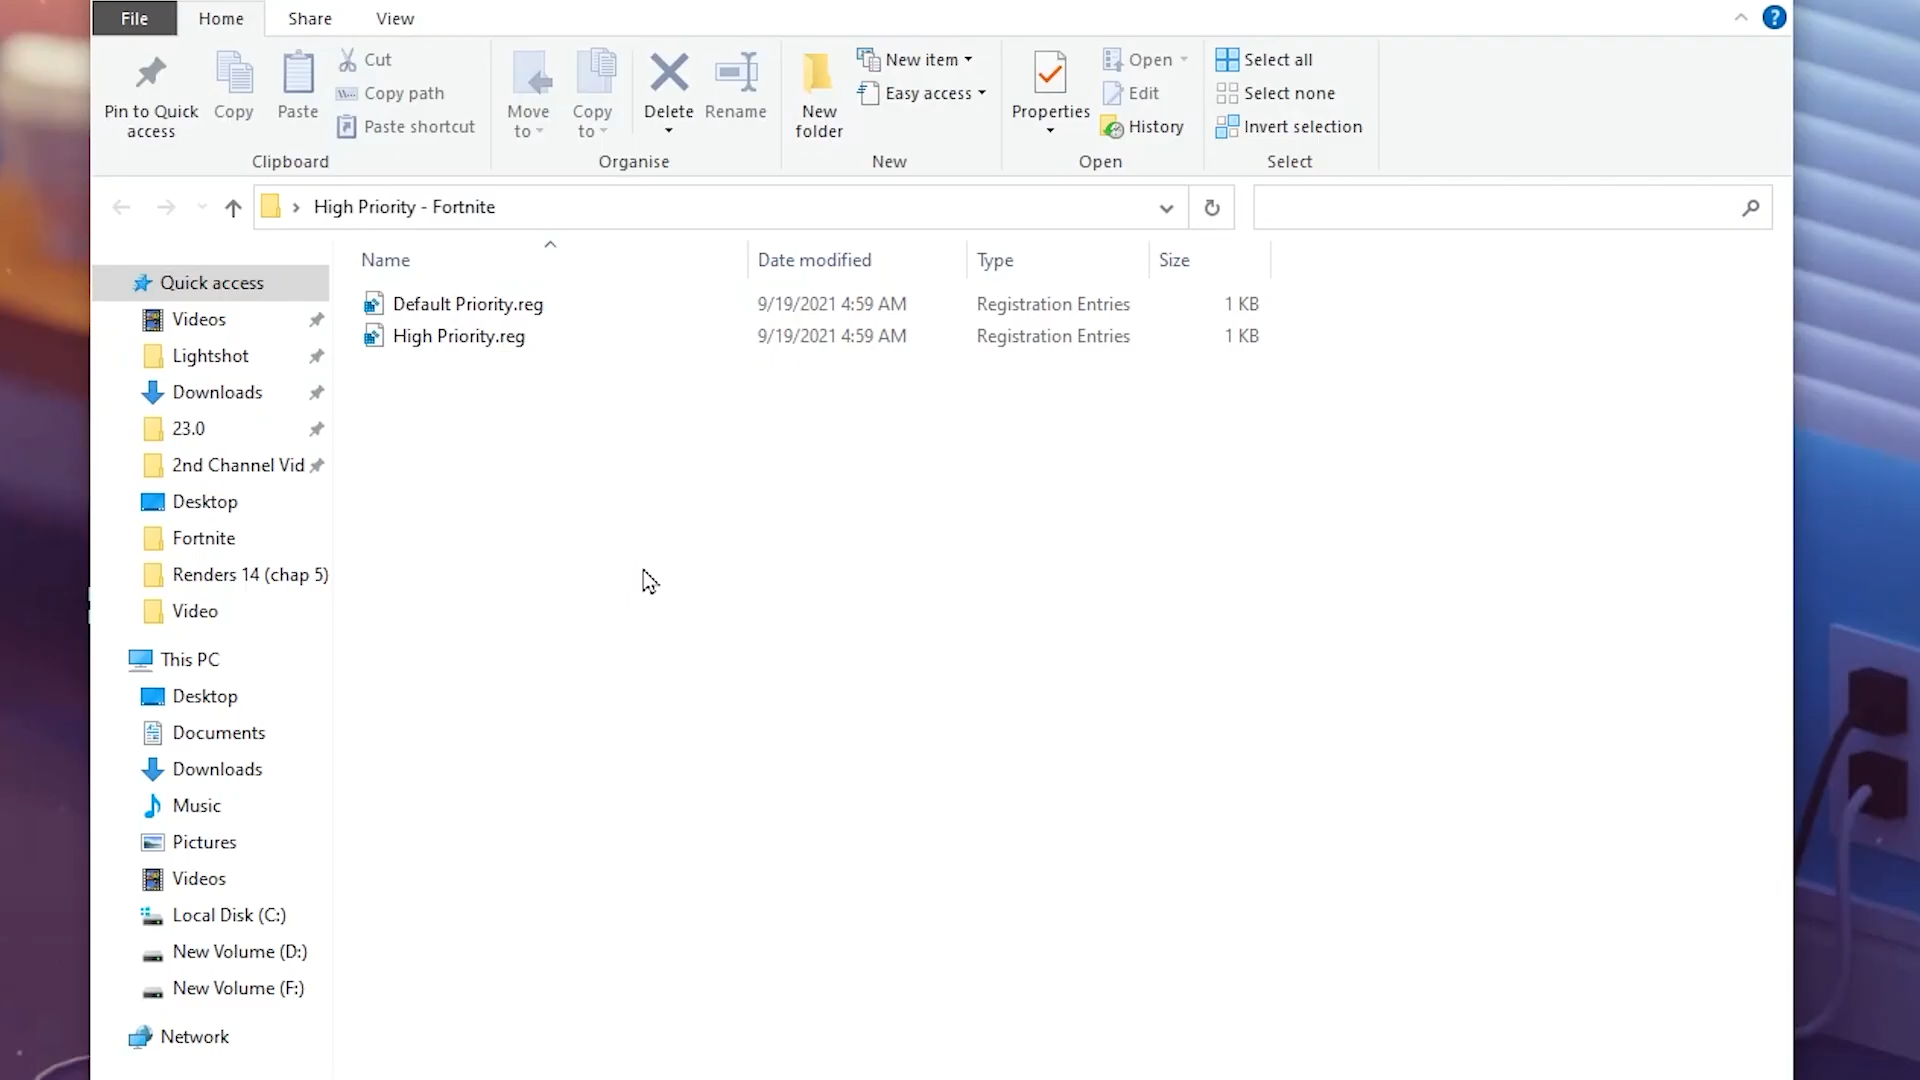 File Home Share View
Pin to Quick access
Copy
Paste
Cut
Copy path
Paste shortcut
Clipboard
Move to
Copy to
Delete
Rename
Organise
New folder
New item
Easy access
New
Properties
Open
Edit
History
Open
Select all
Select none
Invert selection
Select
High Priority - Fortnite
Name Date modified Type Size
Default Priority.reg 9/19/2021 4:59 AM Registration Entries 1 KB
High Priority.reg 9/19/2021 4:59 AM Registration Entries 1 KB
Quick access
Videos
Lightshot
Downloads
23.0
2nd Channel Vid
Desktop
Fortnite
Renders 14 (chap 5)
Video
This PC
Desktop
Documents
Downloads
Music
Pictures
Videos
Local Disk (C:)
New Volume (D:)
New Volume (F:)
Network